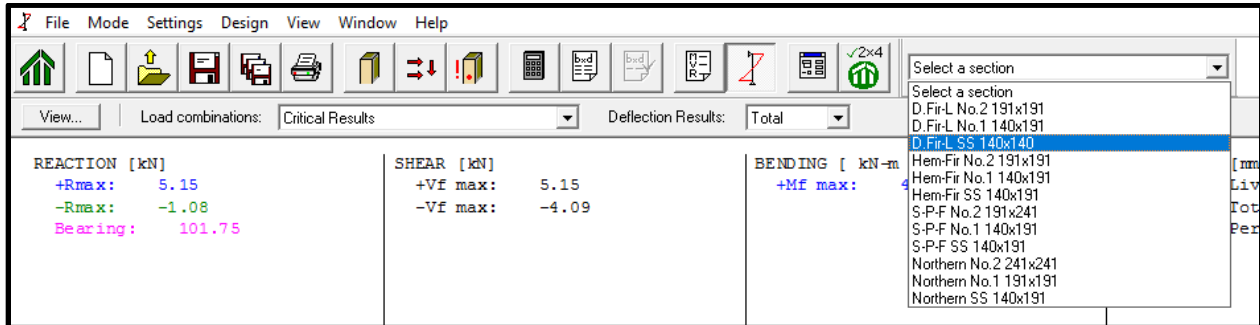 File Mode Settings Design View Window Help
bxd bxd M V R 2x4 Select a section
View... Load combinations: Critical Results Deflection Results: Total
Select a section
D.Fir-L No.2 191x191
D.Fir-L No.1 140x191
D.Fir-L SS 140x140
Hem-Fir No.2 191x191
Hem-Fir No.1 140x191
Hem-Fir SS 140x191
S-P-F No.2 191x241
S-P-F No.1 140x191
S-P-F SS 140x191
Northern No.2 241x241
Northern No.1 191x191
Northern SS 140x191
REACTION [kN]
+Rmax: 5.15
-Rmax: -1.08
Bearing: 101.75
SHEAR [kN]
+Vf max: 5.15
-Vf max: -4.09
BENDING [ kN-m
+Mf max: 4
[mm
Liv
Tot
Per